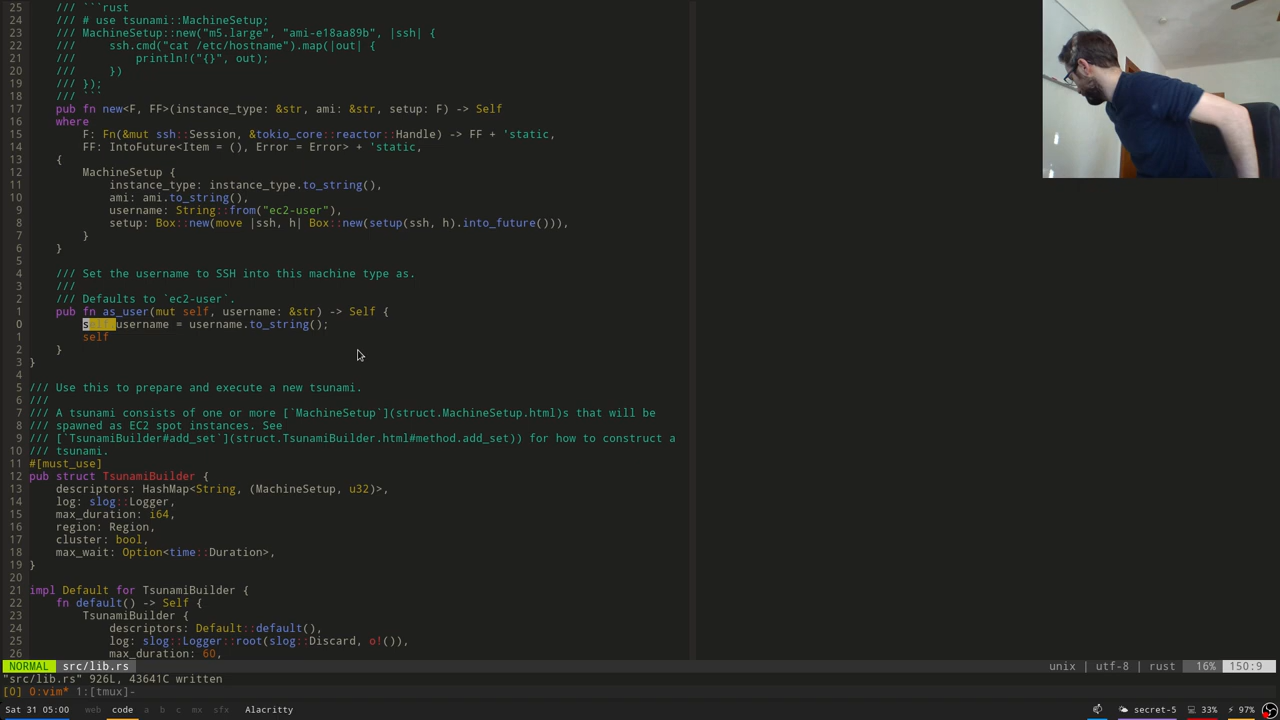 25     /// ```rust
24     /// # use tsunami::MachineSetup;
23     /// MachineSetup::new("m5.large", "ami-e18aa89b", |ssh| {
22     ///     ssh.cmd("cat /etc/hostname").map(|out| {
21     ///         println!("{}", out);
20     ///     })
19     /// });
18     /// ```
17     pub fn new<F, FF>(instance_type: &str, ami: &str, setup: F) -> Self
16     where
15         F: Fn(&mut ssh::Session, &tokio_core::reactor::Handle) -> FF + 'static,
14         FF: IntoFuture<Item = (), Error = Error> + 'static,
13     {
12         MachineSetup {
11             instance_type: instance_type.to_string(),
10             ami: ami.to_string(),
9             username: String::from("ec2-user"),
8             setup: Box::new(move |ssh, h| Box::new(setup(ssh, h).into_future())),
7         }
6     }
5
4     /// Set the username to SSH into this machine type as.
3     ///
2     /// Defaults to `ec2-user`.
1     pub fn as_user(mut self, username: &str) -> Self {
0         self.username = username.to_string();
1         self
2     }
3 }
4
5 /// Use this to prepare and execute a new tsunami.
6 ///
7 /// A tsunami consists of one or more [`MachineSetup`](struct.MachineSetup.html)s that will be
8 /// spawned as EC2 spot instances. See
9 /// [`TsunamiBuilder#add_set`](struct.TsunamiBuilder.html#method.add_set)) for how to construct a
10 /// tsunami.
11 #[must_use]
12 pub struct TsunamiBuilder {
13     descriptors: HashMap<String, (MachineSetup, u32)>,
14     log: slog::Logger,
15     max_duration: i64,
16     region: Region,
17     cluster: bool,
18     max_wait: Option<time::Duration>,
19 }
20
21 impl Default for TsunamiBuilder {
22     fn default() -> Self {
23         TsunamiBuilder {
24             descriptors: Default::default(),
25             log: slog::Logger::root(slog::Discard, o!()),
26             max_duration: 60,
NORMAL src/lib.rs unix | utf-8 | rust 16% 150:9
"src/lib.rs" 926L, 43641C written
[0] 0:vim* 1:[tmux]-
Sat 31 05:00 web code a b c mx sfx Alacritty secret-5 33% 97%